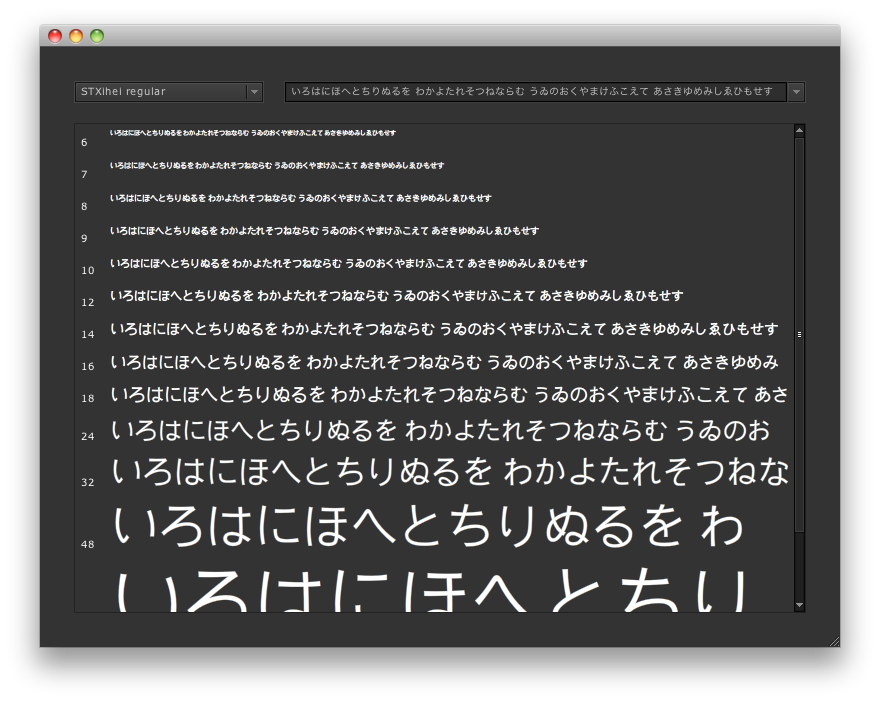 STXihei regular
いろはにほへとちりぬるを わかよたれそつねならむ うゐのおくやまけふこえて あさきゆめみしゑひもせす
6 いろはにほへとちりぬるを わかよたれそつねならむ うゐのおくやまけふこえて あさきゆめみしゑひもせす
7 いろはにほへとちりぬるを わかよたれそつねならむ うゐのおくやまけふこえて あさきゆめみしゑひもせす
8 いろはにほへとちりぬるを わかよたれそつねならむ うゐのおくやまけふこえて あさきゆめみしゑひもせす
9 いろはにほへとちりぬるを わかよたれそつねならむ うゐのおくやまけふこえて あさきゆめみしゑひもせす
10 いろはにほへとちりぬるを わかよたれそつねならむ うゐのおくやまけふこえて あさきゆめみしゑひもせす
12 いろはにほへとちりぬるを わかよたれそつねならむ うゐのおくやまけふこえて あさきゆめみしゑひもせす
14 いろはにほへとちりぬるを わかよたれそつねならむ うゐのおくやまけふこえて あさきゆめみしゑひもせす
16 いろはにほへとちりぬるを わかよたれそつねならむ うゐのおくやまけふこえて あさきゆめみ
18 いろはにほへとちりぬるを わかよたれそつねならむ うゐのおくやまけふこえて あさ
24 いろはにほへとちりぬるを わかよたれそつねならむ うゐのお
32 いろはにほへとちりぬるを わかよたれそつねな
48 いろはにほへとちりぬるを わ
いろはにほへとちり